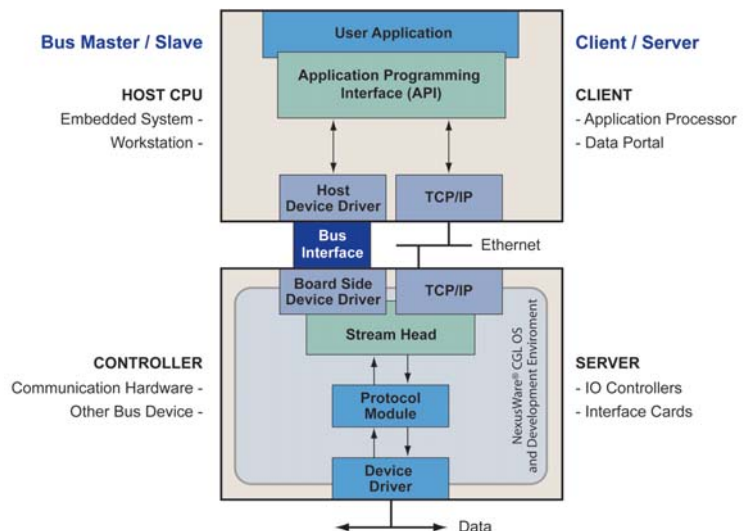 Bus Master / Slave
User Application
Client / Server
Application Programming
Interface (API)
HOST CPU
Embedded System -
Workstation -
CLIENT
- Application Processor
- Data Portal
Host
Device Driver
TCP/IP
Bus
Interface
Ethernet
Board Side
Device Driver
TCP/IP
Stream Head
CONTROLLER
Communication Hardware -
Other Bus Device -
Protocol
Module
SERVER
- IO Controllers
- Interface Cards
NexusWare® CGL OS
and Development Enviroment
Device
Driver
Data